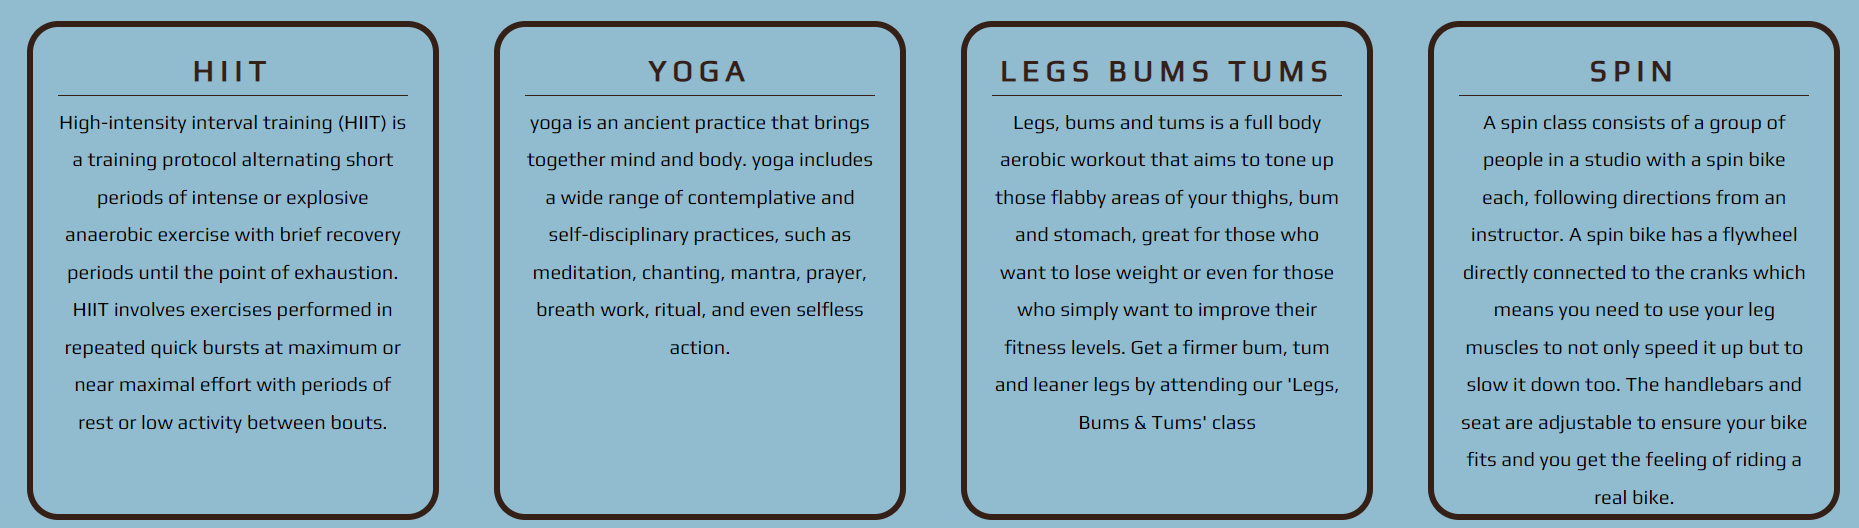 HIIT
High-intensity interval training (HIIT) is
a training protocol alternating short
periods of intense or explosive
anaerobic exercise with brief recovery
periods until the point of exhaustion.
HIIT involves exercises performed in
repeated quick bursts at maximum or
near maximal effort with periods of
rest or low activity between bouts.
YOGA
yoga is an ancient practice that brings
together mind and body. yoga includes
a wide range of contemplative and
self-disciplinary practices, such as
meditation, chanting, mantra, prayer,
breath work, ritual, and even selfless
action.
LEGS BUMS TUMS
Legs, bums and tums is a full body
aerobic workout that aims to tone up
those flabby areas of your thighs, bum
and stomach, great for those who
want to lose weight or even for those
who simply want to improve their
fitness levels. Get a firmer bum, tum
and leaner legs by attending our 'Legs,
Bums & Tums' class
SPIN
A spin class consists of a group of
people in a studio with a spin bike
each, following directions from an
instructor. A spin bike has a flywheel
directly connected to the cranks which
means you need to use your leg
muscles to not only speed it up but to
slow it down too. The handlebars and
seat are adjustable to ensure your bike
fits and you get the feeling of riding a
real bike.